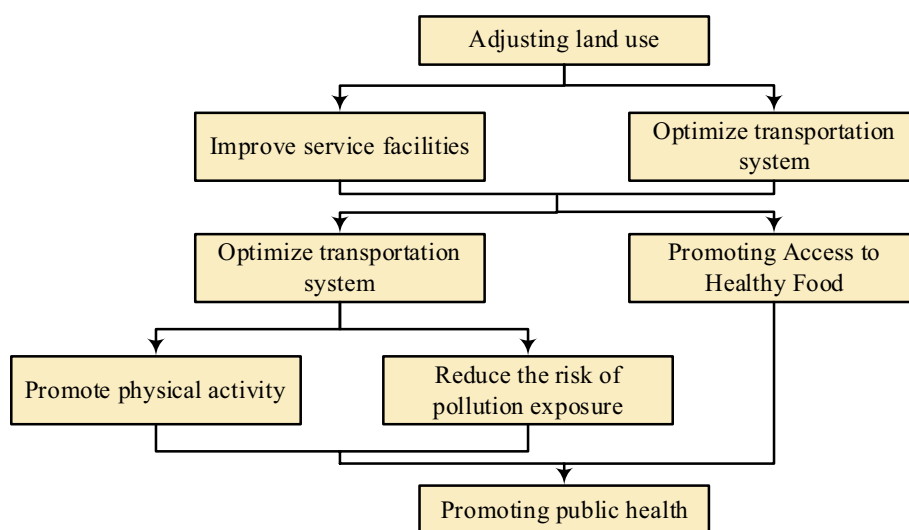 Adjusting land use
Improve service facilities
Optimize transportation
system
Optimize transportation
system
Promoting Access to
Healthy Food
Promote physical activity
Reduce the risk of
pollution exposure
Promoting public health